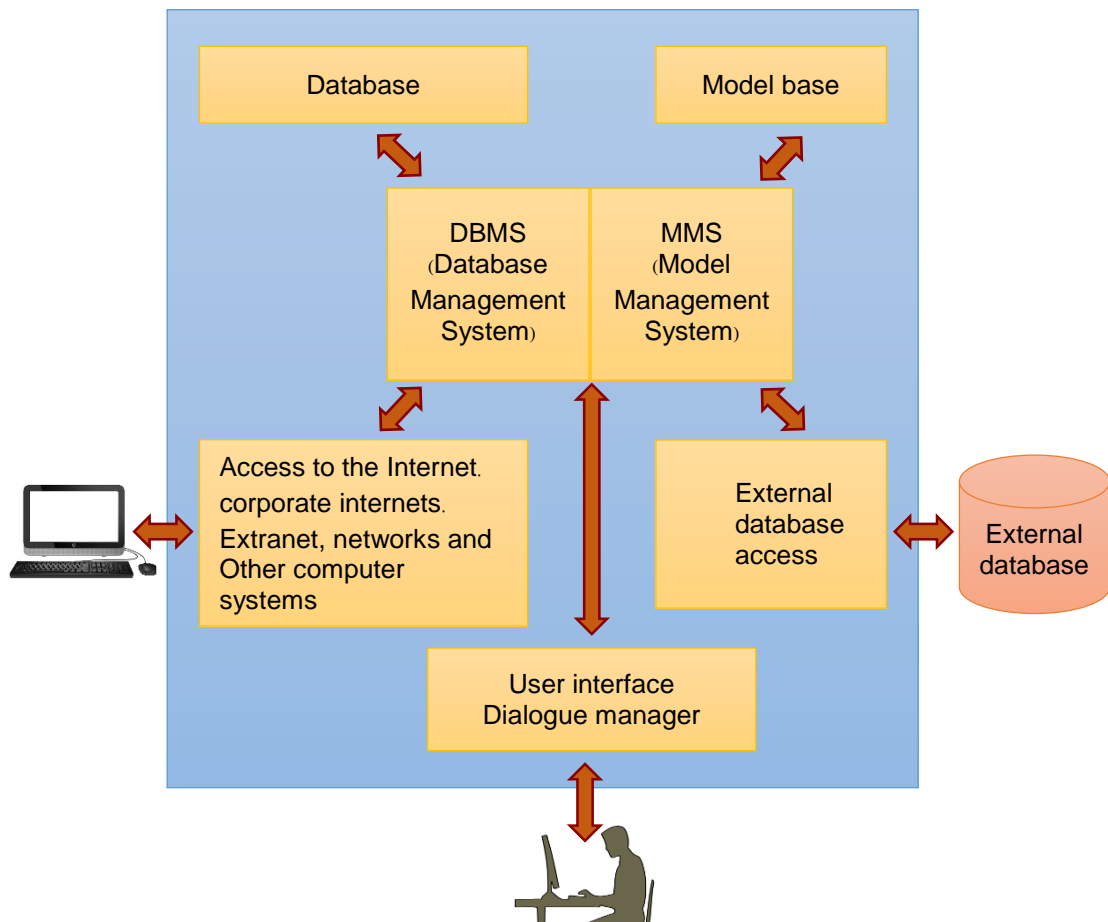 Database
Model base
DBMS
(Database
Management
System)
MMS
(Model
Management
System)
Access to the Internet.
corporate internets.
Extranet, networks and
Other computer
systems
External
database
access
External
database
User interface
Dialogue manager